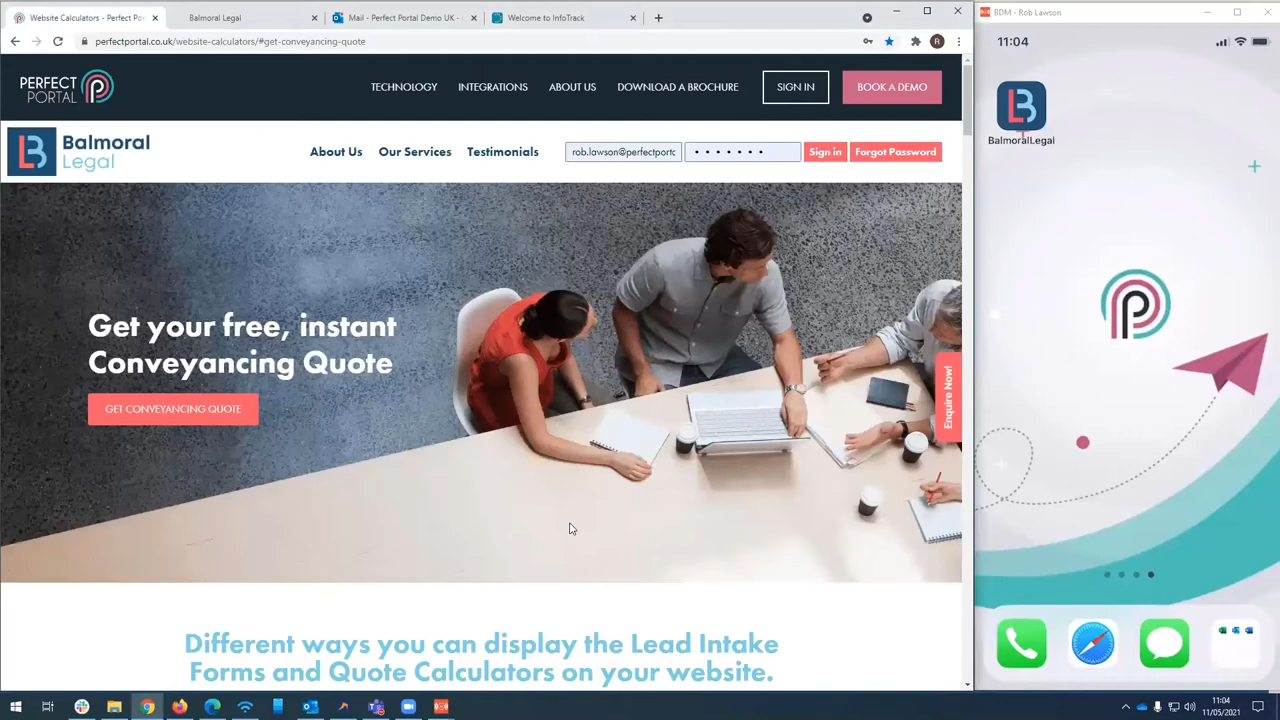 Website Calculators - Perfect Por
Balmoral Legal
Mail - Perfect Portal Demo UK -
Welcome to InfoTrack
BDM - Rob Lawson
perfectportal.co.uk/website-calculators/#get-conveyancing-quote
R
11:04
PERFECT PORTAL
TECHNOLOGY
INTEGRATIONS
ABOUT US
DOWNLOAD A BROCHURE
SIGN IN
BOOK A DEMO
Balmoral
Legal
About Us
Our Services
Testimonials
rob.lawson@perfectportc
Sign in
Forgot Password
BalmoralLegal
Get your free, instant
Conveyancing Quote
GET CONVEYANCING QUOTE
Enquire Now!
Different ways you can display the Lead Intake
Forms and Quote Calculators on your website.
11:04
11/05/2021